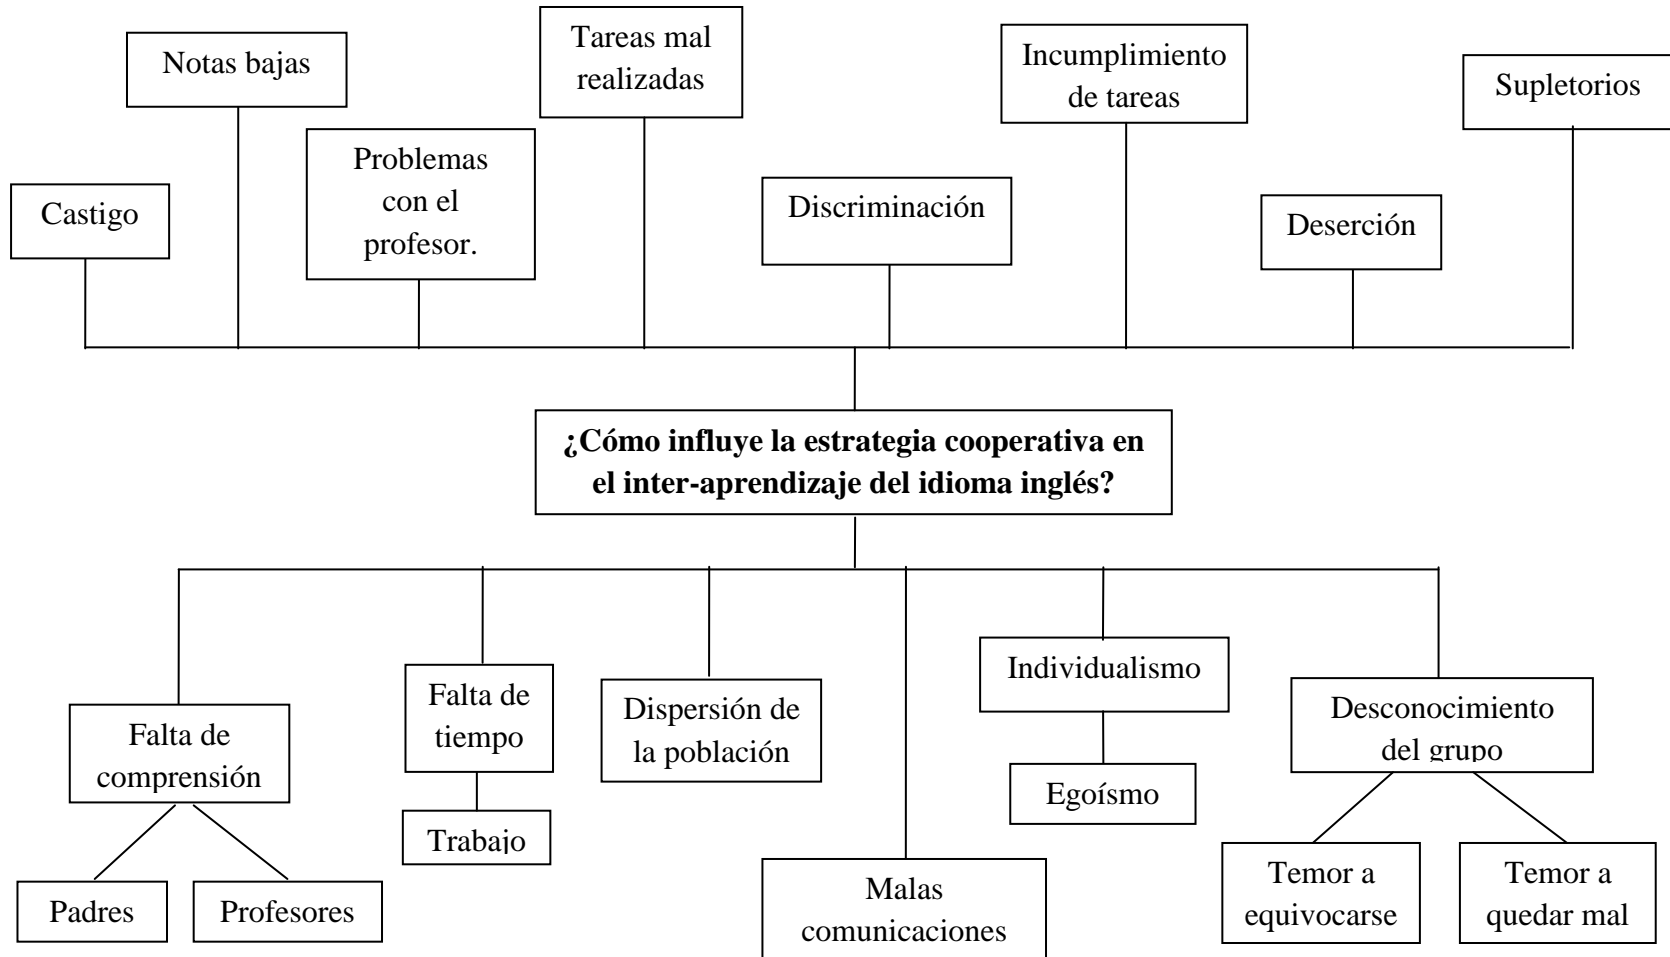 Notas bajas
Tareas mal
realizadas
Incumplimiento
de tareas
Supletorios
Castigo
Problemas
con el
profesor.
Discriminación
Deserción
¿Cómo influye la estrategia cooperativa en
el inter-aprendizaje del idioma inglés?
Falta de
comprensión
Falta de
tiempo
Dispersión de
la población
Individualismo
Desconocimiento
del grupo
Trabajo
Egoísmo
Padres
Profesores
Malas
comunicaciones
Temor a
equivocarse
Temor a
quedar mal